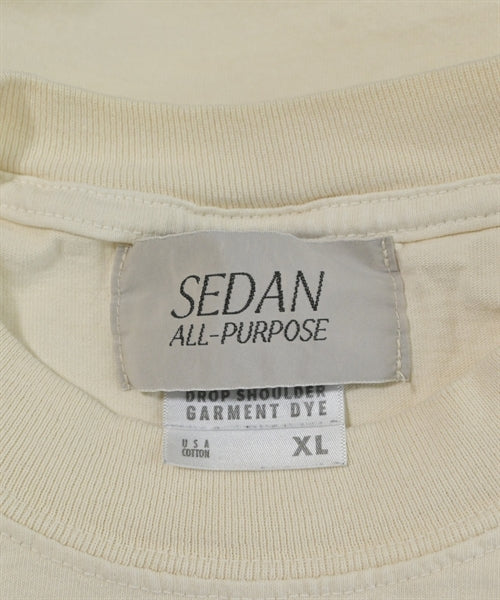 SEDAN
ALL-PURPOSE
DROP SHOULDER
GARMENT DYE
USA
COTTON
XL